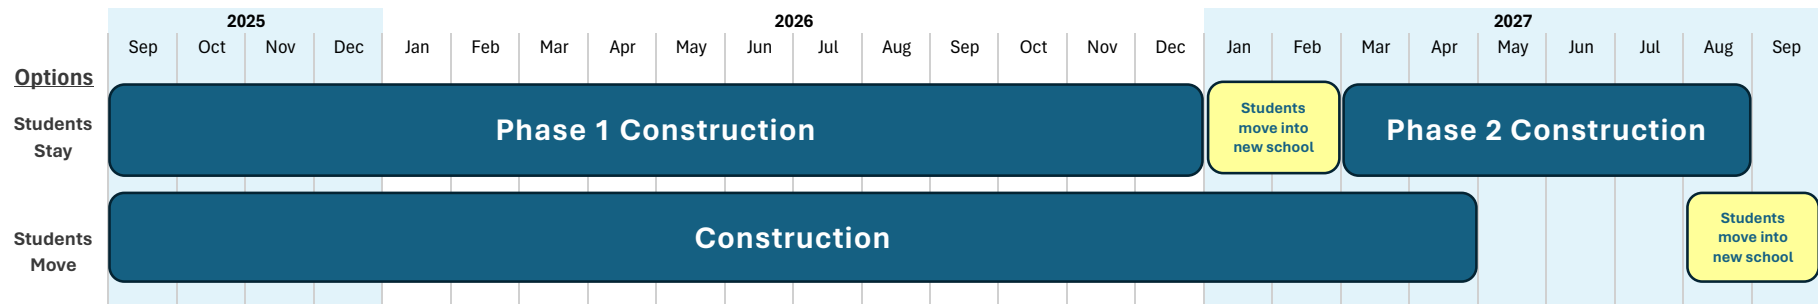 2025 2026 2027
Sep Oct Nov Dec Jan Feb Mar Apr May Jun Jul Aug Sep Oct Nov Dec Jan Feb Mar Apr May Jun Jul Aug Sep
Options
Students
Stay
Phase 1 Construction
Students
move into
new school
Phase 2 Construction
Students
Move
Construction
Students
move into
new school